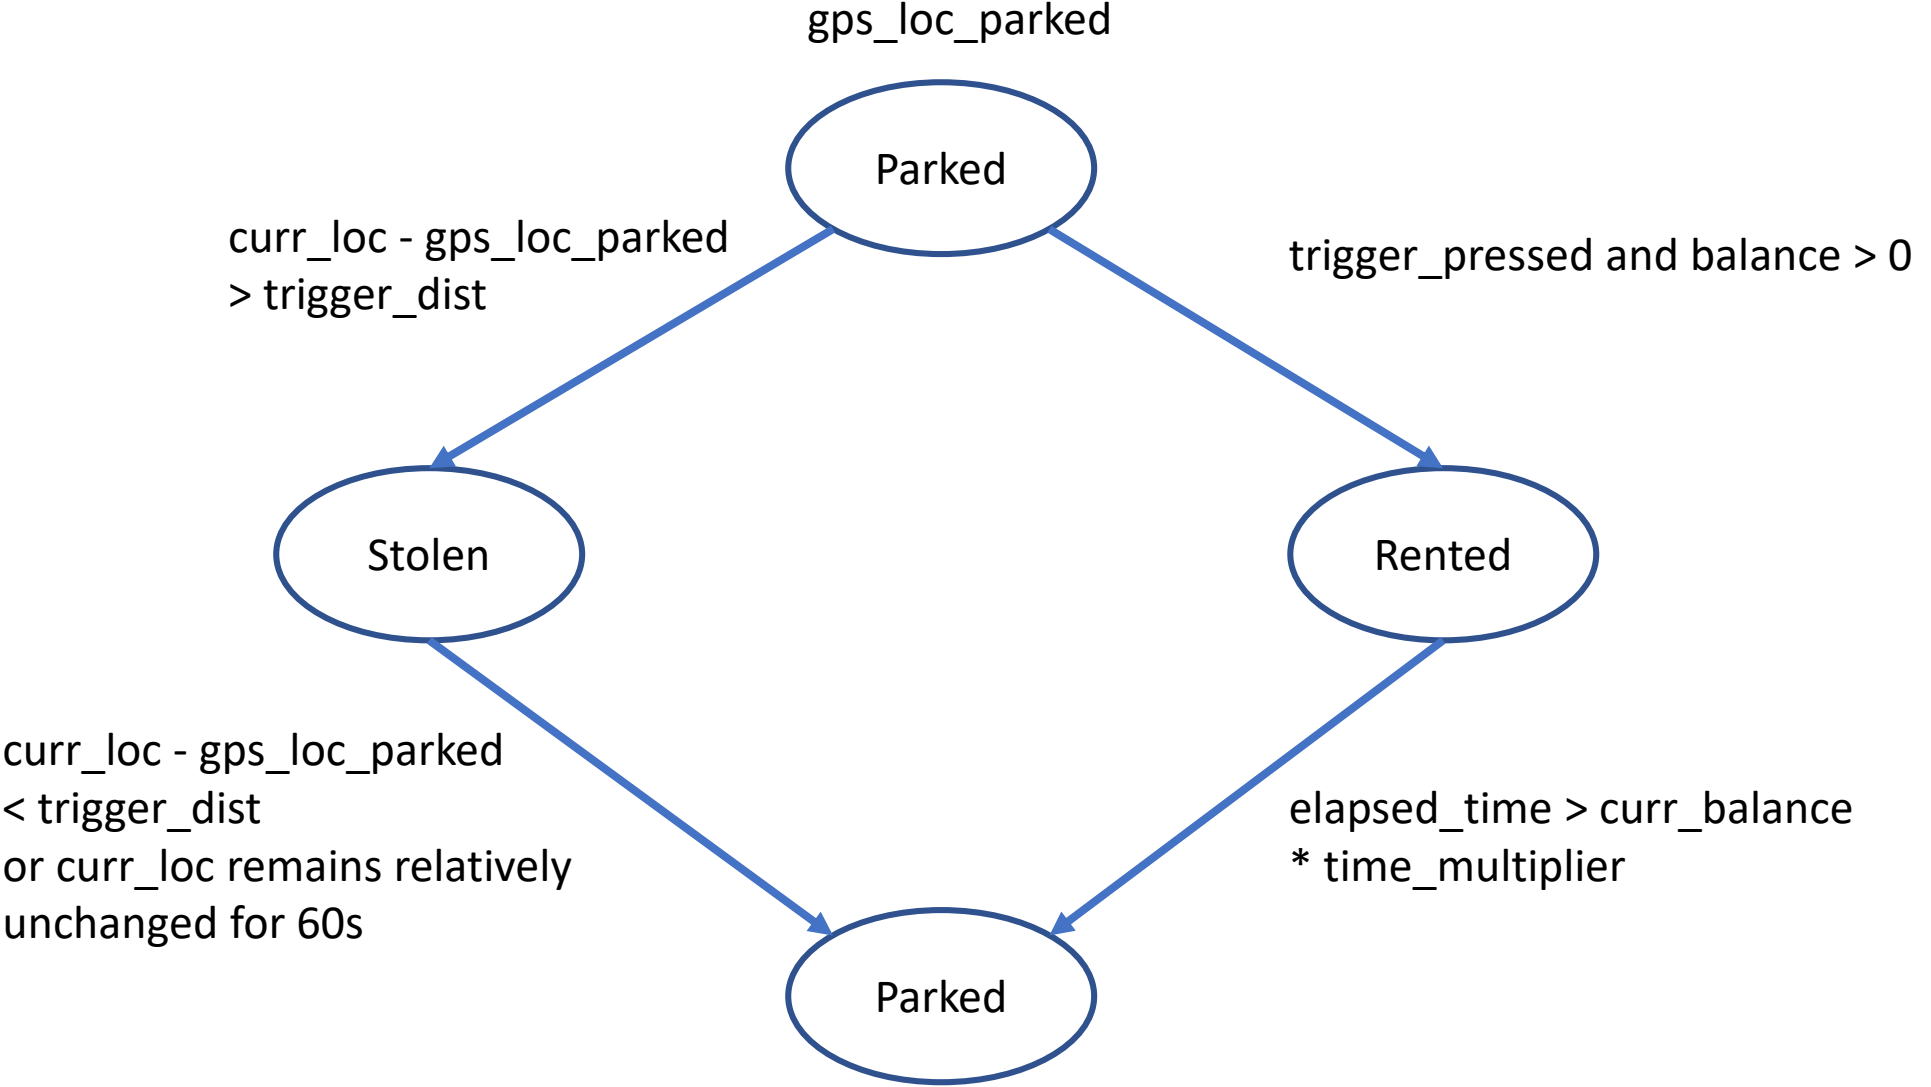 gps_loc_parked
Parked
curr_loc - gps_loc_parked
> trigger_dist
trigger_pressed and balance > 0
Stolen
Rented
curr_loc - gps_loc_parked
< trigger_dist
or curr_loc remains relatively
unchanged for 60s
elapsed_time > curr_balance
* time_multiplier
Parked